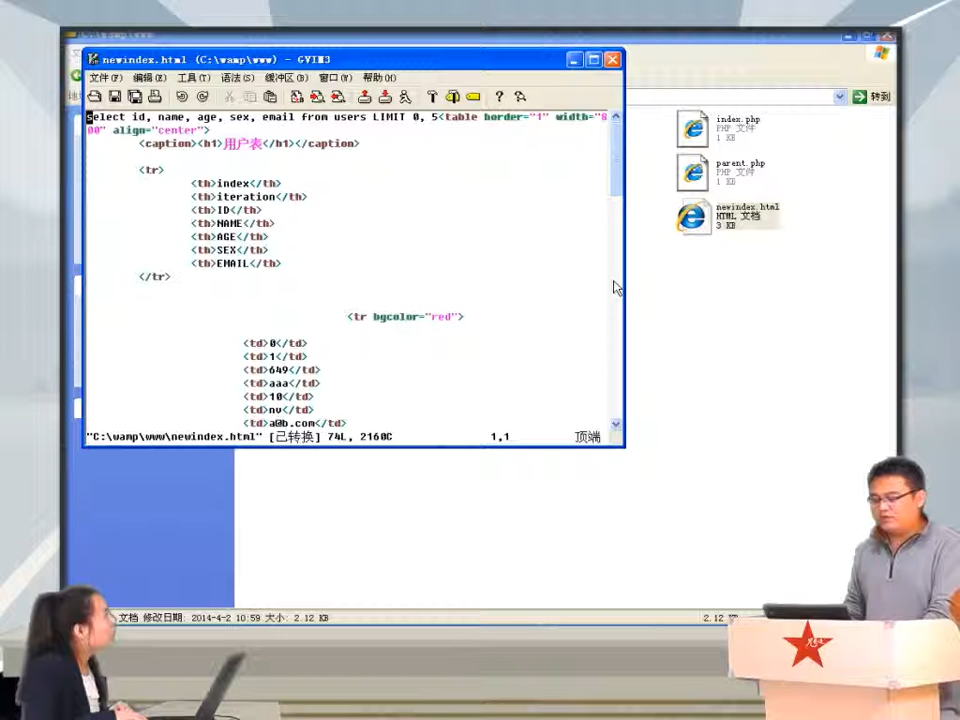 newindex.html (C:\wamp\www) - GVIM3
文件(F) 编辑(E) 工具(T) 语法(S) 缓冲区(B) 窗口(W) 帮助(H)
select id, name, age, sex, email from users LIMIT 0, 5<table border="1" width="8
00" align="center">
<caption><h1>用户表</h1></caption>
<tr>
<th>index</th>
<th>iteration</th>
<th>ID</th>
<th>NAME</th>
<th>AGE</th>
<th>SEX</th>
<th>EMAIL</th>
</tr>
<tr bgcolor="red">
<td>0</td>
<td>1</td>
<td>649</td>
<td>aaa</td>
<td>10</td>
<td>nv</td>
<td>a@b.com</td>
"C:\wamp\www\newindex.html" [已转换] 74L, 2160C 1,1 顶端
转到
index.php
PHP 文件
1 KB
parent.php
PHP 文件
1 KB
newindex.html
HTML 文档
3 KB
文档 修改日期: 2014-4-2 10:59 大小: 2.12 KB
2.12 KB